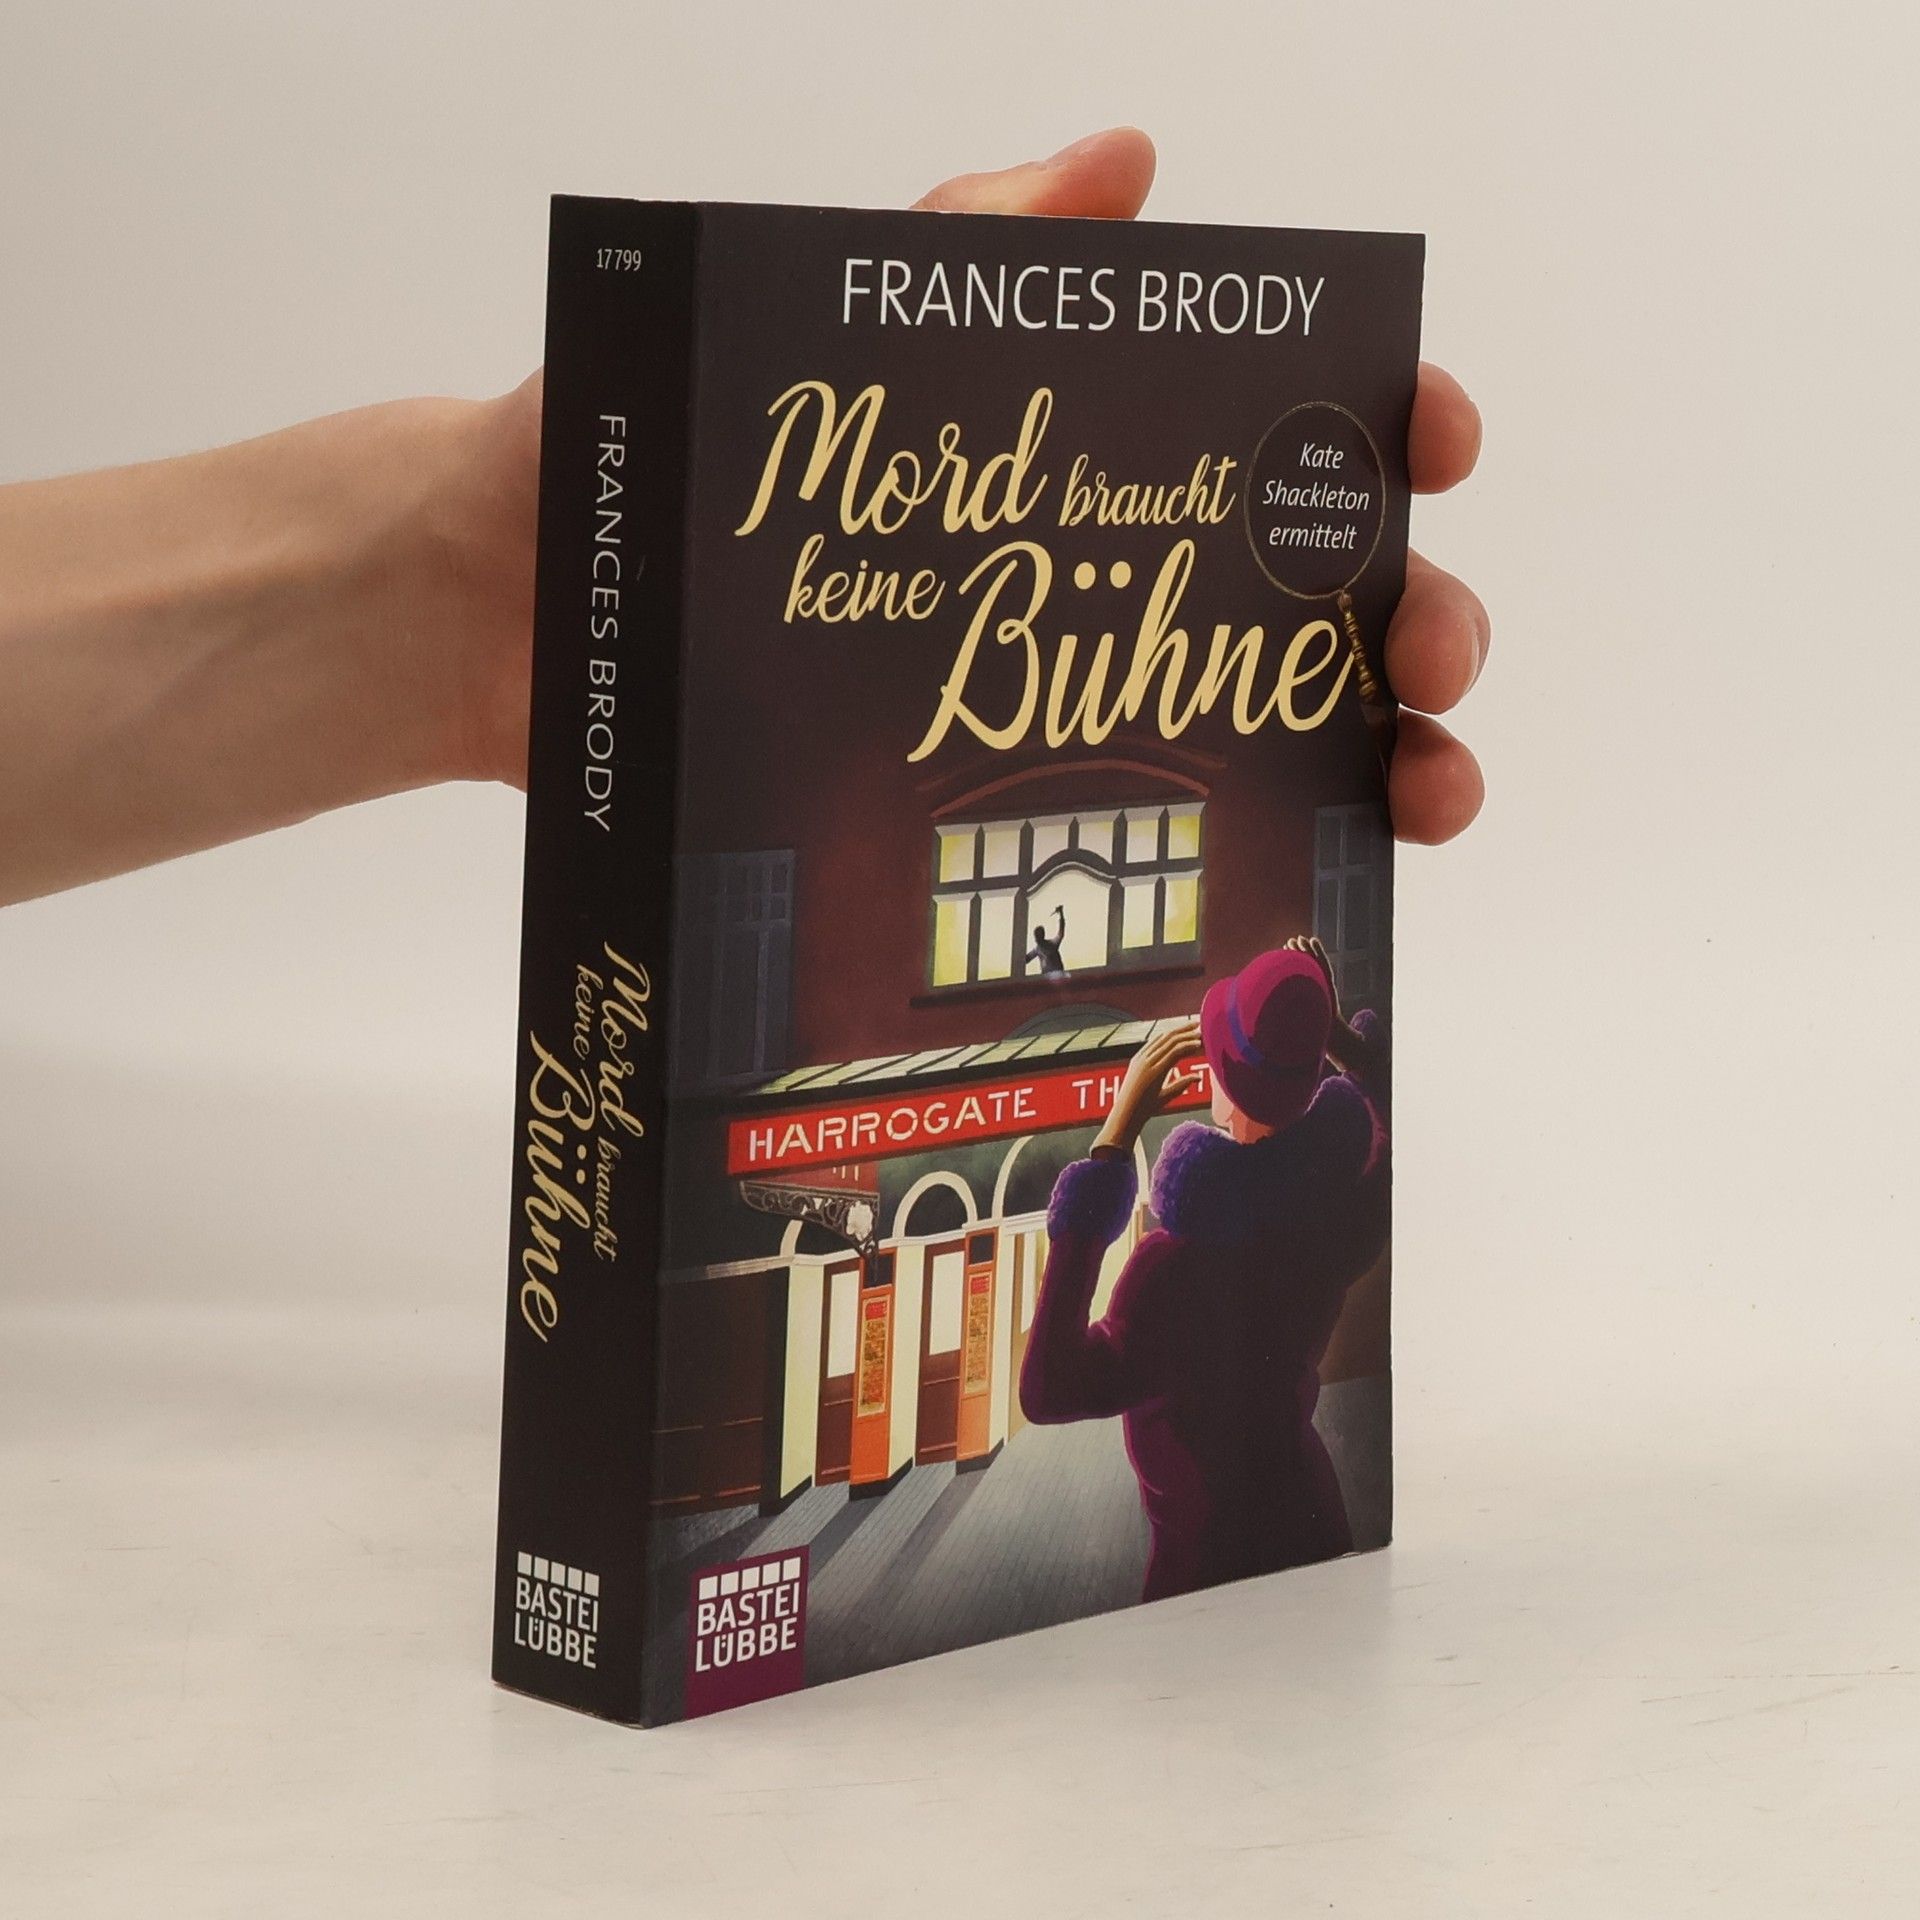 17799
FRANCES BRODY
Mord braucht
keine
Bühne
BASTEI
LÜBBE
FRANCES BRODY
Mord braucht
keine Bühne
Kate
Shackleton
ermittelt
HARROGATE
BASTEI
LÜBBE